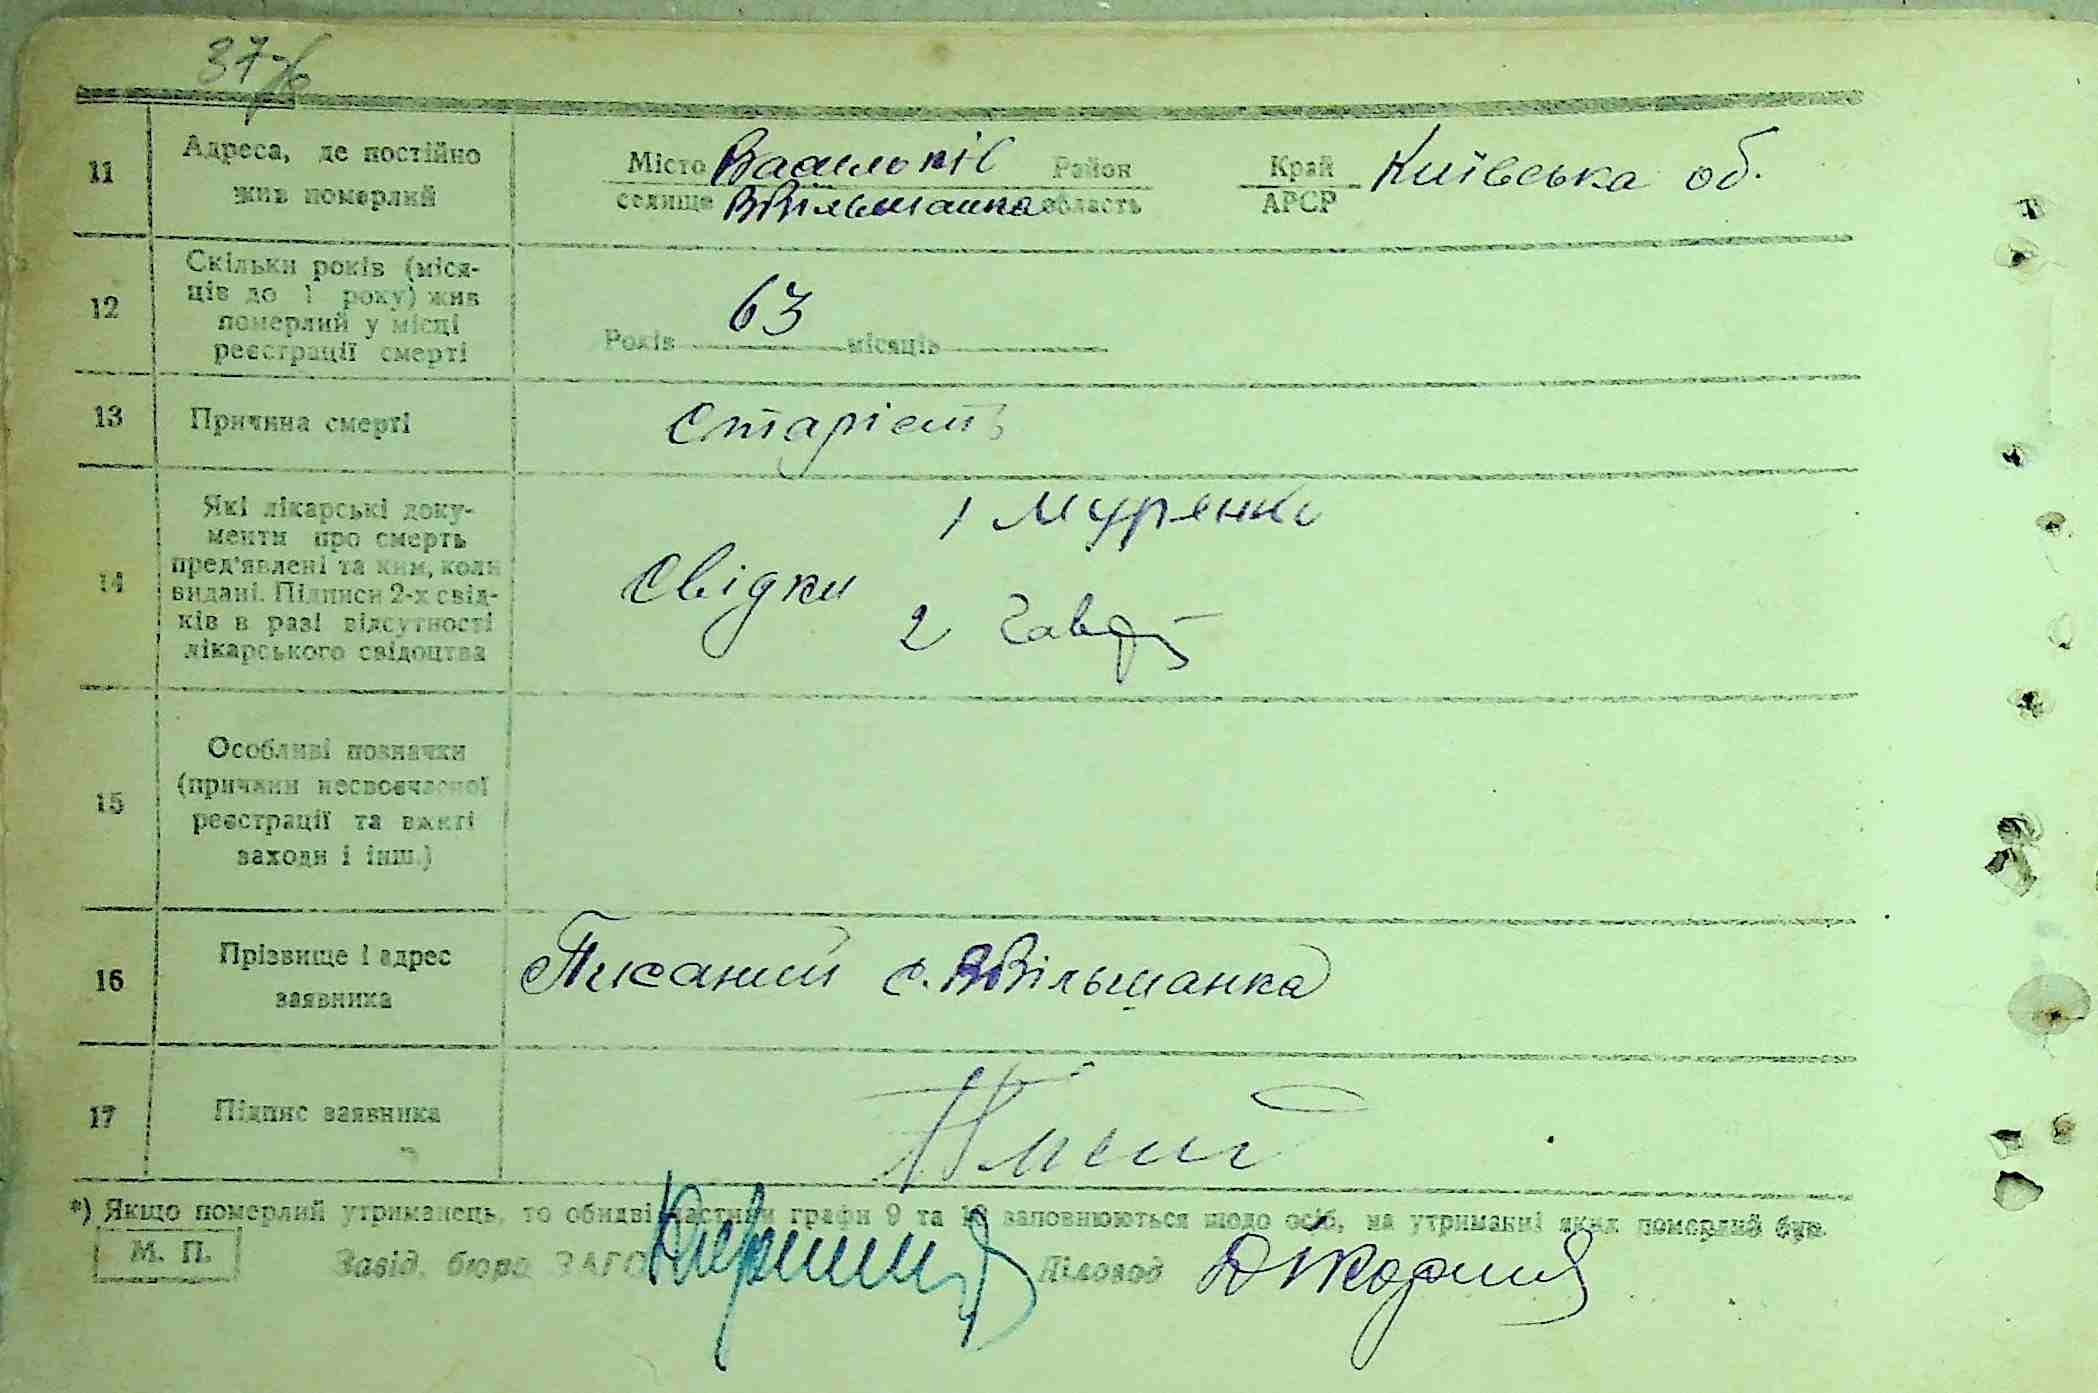 11 Адреса, де постійно жив померлий
Місто Васильків Район
селище ВВільшанка область
Край АРСР Київська об.
12 Скільки років (міся-
ців до 1 року) жив
померлий у місці
реєстрації смерті
Років 63 місяців
13 Причина смерті Старість
14 Які лікарські доку-
менти про смерть
пред'явлені та ким, коли
видані. Підписи 2-х свід-
ків в разі відсутності
лікарського свідоцтва
Свідки
1 Муренко
2
15 Особливі позначки
(причини несвоєчасної
реєстрації та вжиті
заходи і інш.)
16 Прізвище і адрес
заявника
Писаний с. ВВільшанка
17 Підпис заявника
*) Якщо померлий утриманець, то обидві частини графи 9 та 10 заповнюються щодо осіб, на утриманні яких померлий був.
М. П. Завід. бюро ЗАГС Діловод